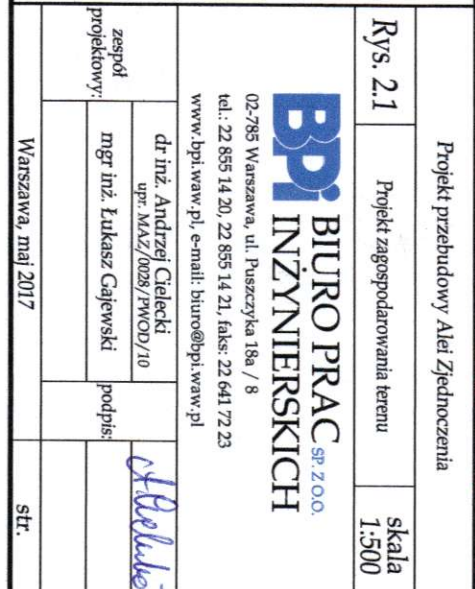 Projekt przebudowy Alei Zjednoczenia
Rys. 2.1
Projekt zagospodarowania terenu
skala
1:500
BPi BIURO PRAC SP. Z O.O.
INŻYNIERSKICH
02-785 Warszawa, ul. Puszczyka 18a / 8
tel.: 22 855 14 20, 22 855 14 21, faks: 22 641 72 23
www.bpi.waw.pl, e-mail: biuro@bpi.waw.pl
zespół
projektowy:
dr inż. Andrzej Cielecki
upr. MAZ/0028/PWOD/10
mgr inż. Łukasz Gajewski
podpis:
Warszawa, maj 2017
str.